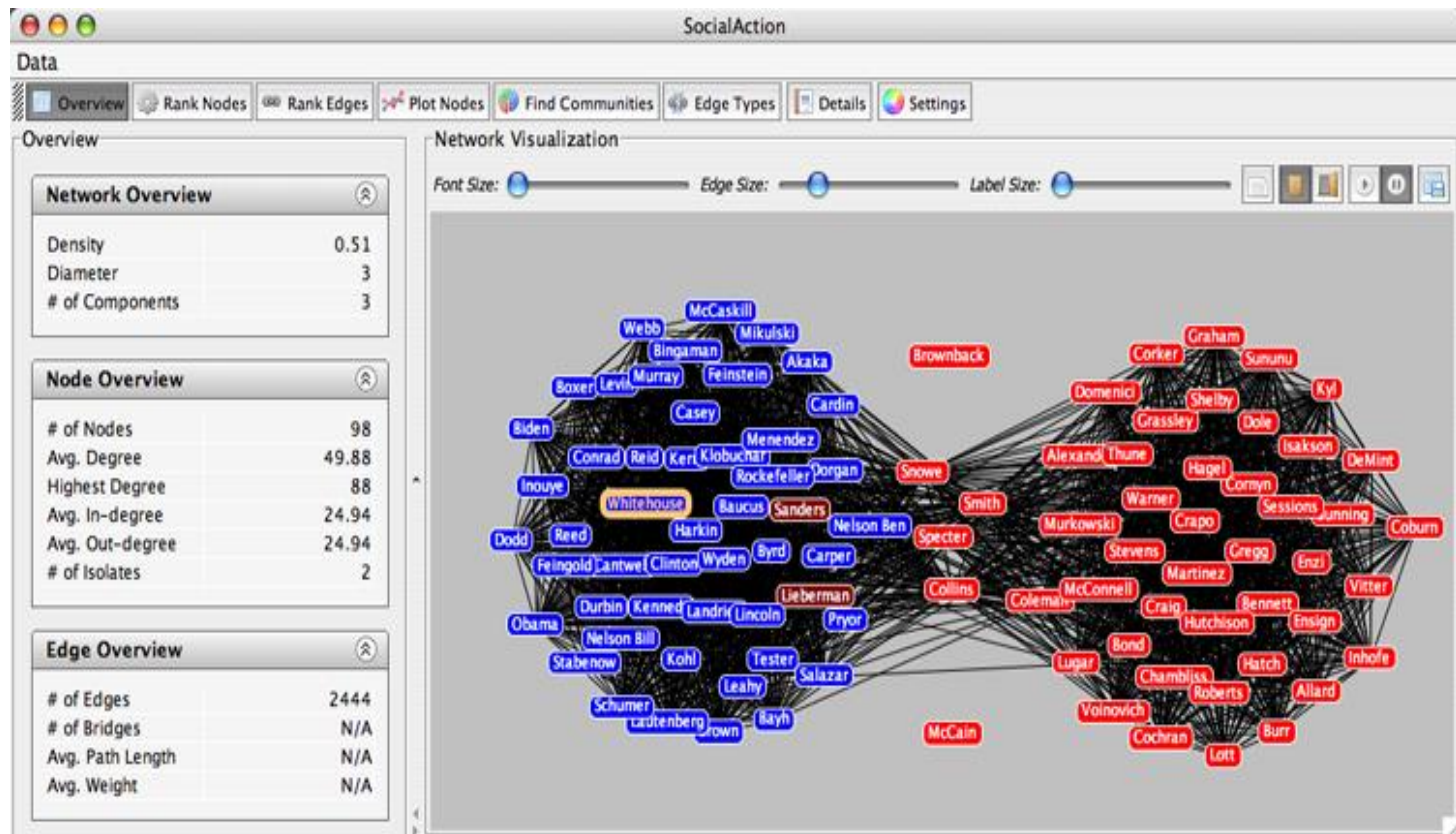 SocialAction
Data
Overview Rank Nodes Rank Edges Plot Nodes Find Communities Edge Types Details Settings
Overview
Network Overview
Density 0.51
Diameter 3
# of Components 3
Node Overview
# of Nodes 98
Avg. Degree 49.88
Highest Degree 88
Avg. In-degree 24.94
Avg. Out-degree 24.94
# of Isolates 2
Edge Overview
# of Edges 2444
# of Bridges N/A
Avg. Path Length N/A
Avg. Weight N/A
Network Visualization
Font Size: Edge Size: Label Size:
McCaskill
Webb
Mikulski
Bingaman
Akaka
Boxer
Levin
Murray
Feinstein
Casey
Cardin
Biden
Menendez
Conrad
Reid
Klobuchar
Rockefeller
Dorgan
Inouye
Whitehouse
Baucus
Sanders
Nelson Ben
Harkin
Reed
Dodd
Feingold
Clinton
Wyden
Byrd
Carper
Lieberman
Durbin
Lincoln
Pryor
Obama
Nelson Bill
Stabenow
Kohl
Tester
Salazar
Leahy
Schumer
Lautenberg
Bayh
Brownback
Snowe
Smith
Specter
Collins
McCain
Graham
Corker
Sununu
Domenici
Kyl
Shelby
Grassley
Dole
Isakson
Thune
DeMint
Hagel
Cornyn
Warner
Sessions
Murkowski
Crapo
Coburn
Stevens
Gregg
Enzi
Martinez
McConnell
Vitter
Coleman
Craig
Bennett
Hutchison
Ensign
Bond
Lugar
Inhofe
Hatch
Chambliss
Roberts
Allard
Voinovich
Cochran
Burr
Lott